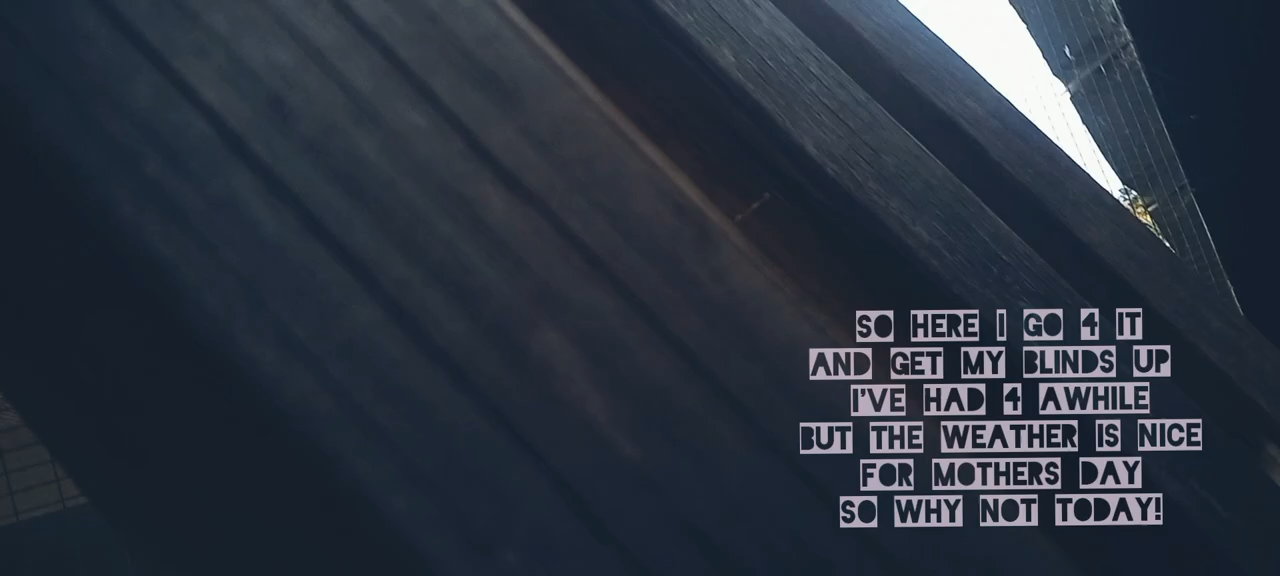 SO HERE I GO 4 IT
AND GET MY BLINDS UP
I'VE HAD 4 AWHILE
BUT THE WEATHER IS NICE
FOR MOTHERS DAY
SO WHY NOT TODAY!